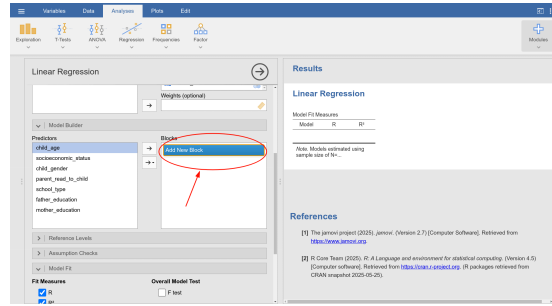 Variables Data Analyses Plots Edit
Exploration T-Tests ANOVA Regression Frequencies Factor Modules
Linear Regression
Weights (optional)
Model Builder
Predictors
Blocks
child_age
socioeconomic_status
child_gender
parent_read_to_child
school_type
father_education
mother_education
Add New Block
Reference Levels
Assumption Checks
Model Fit
Fit Measures
Overall Model Test
R
F test
R²
Results
Linear Regression
Model Fit Measures
Model R R²
Note. Models estimated using
sample size of N=...
References
[1] The jamovi project (2025). jamovi. (Version 2.7) [Computer Software]. Retrieved from
https://www.jamovi.org.
[2] R Core Team (2025). R: A Language and environment for statistical computing. (Version 4.5)
[Computer software]. Retrieved from https://cran.r-project.org. (R packages retrieved from
CRAN snapshot 2025-05-25).